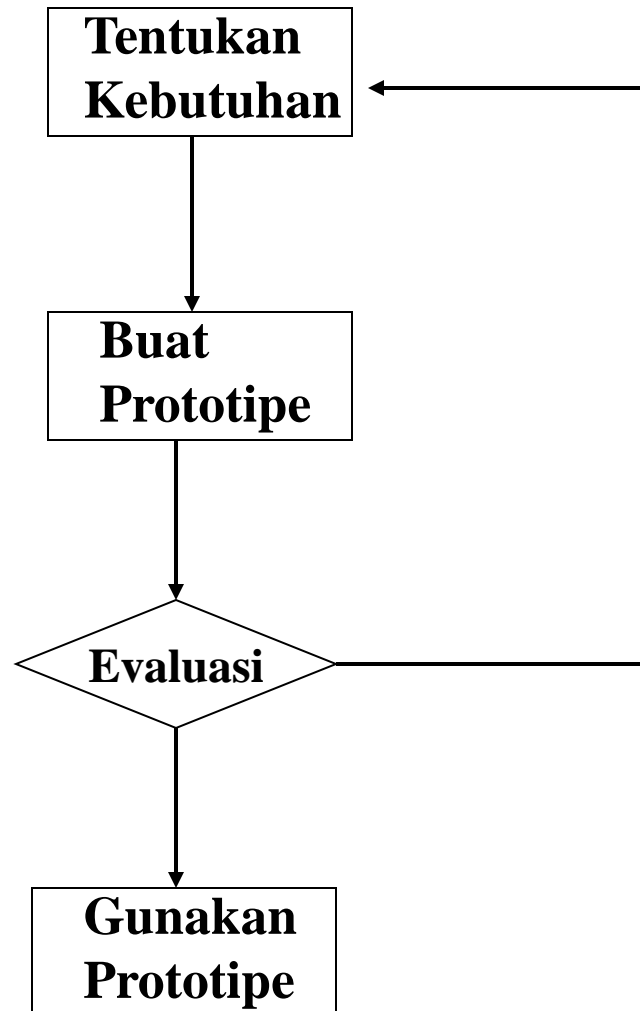 Tentukan
Kebutuhan
Buat
Prototipe
Evaluasi
Gunakan
Prototipe